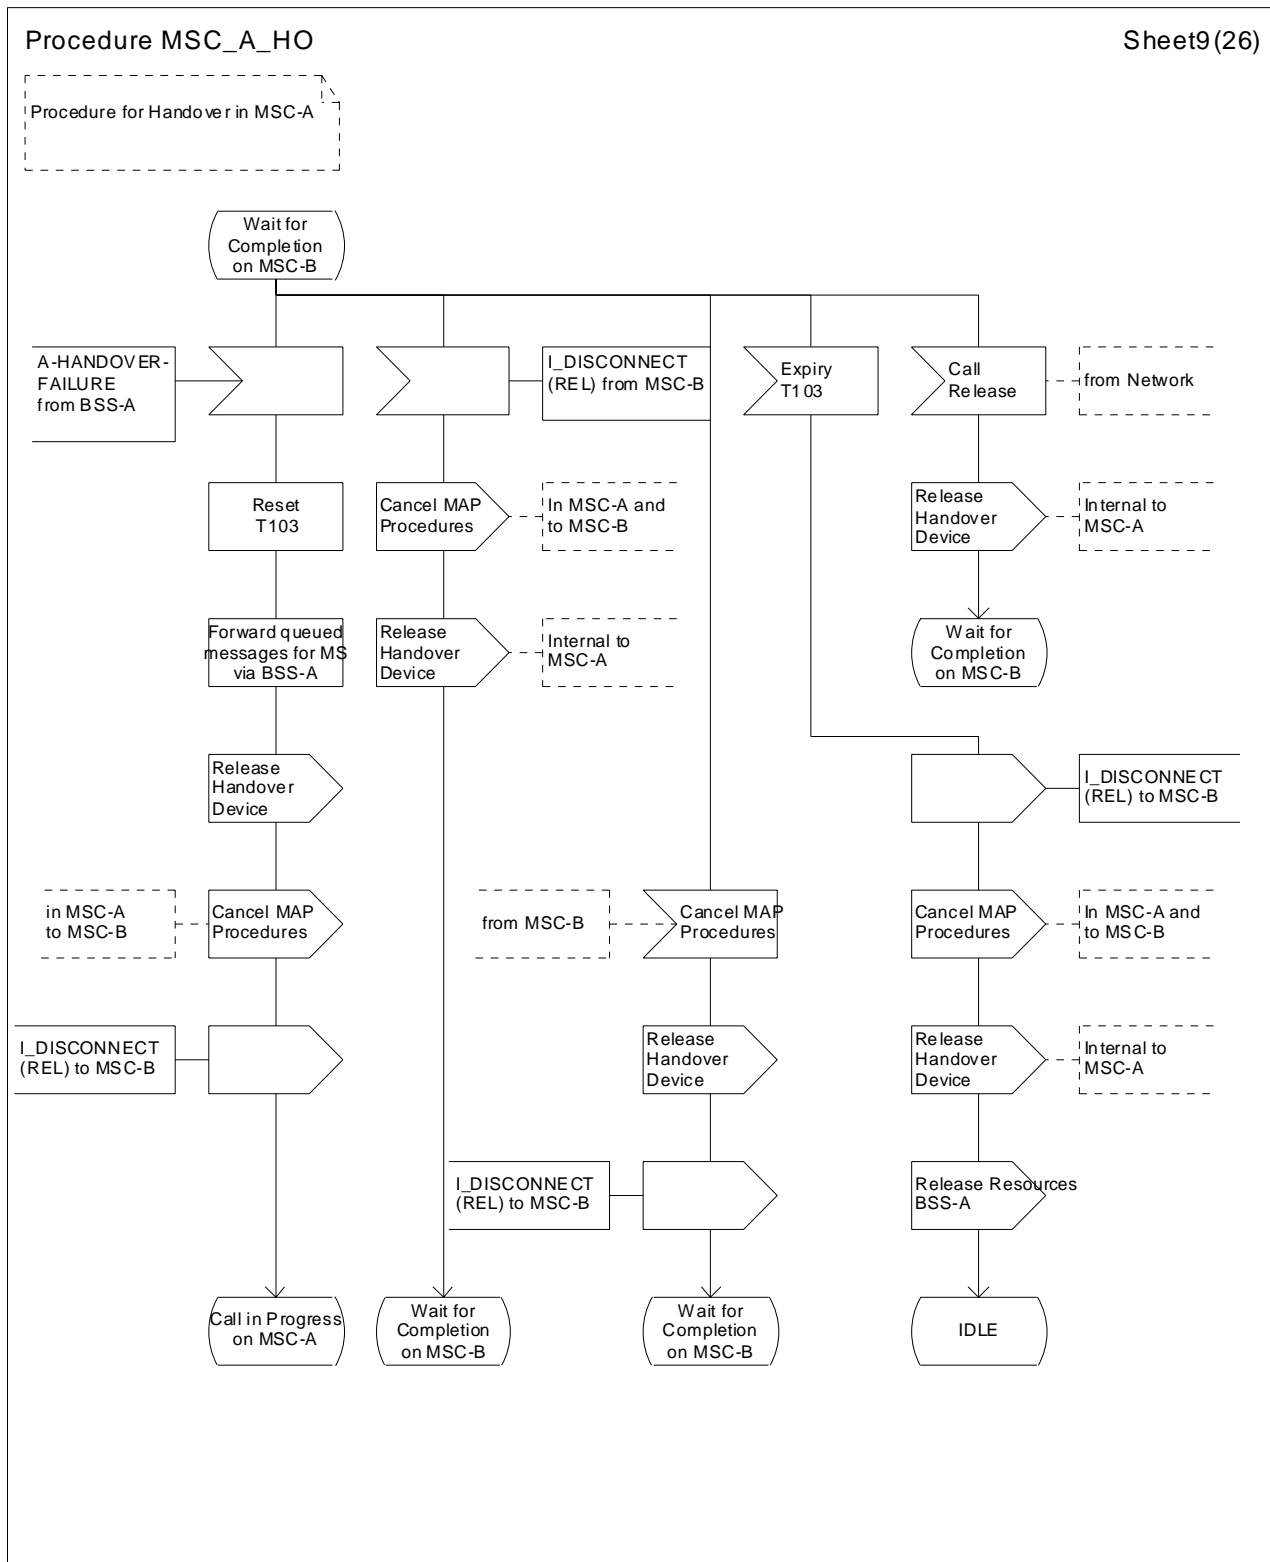 Procedure MSC_A_HO
Sheet9(26)
Procedure for Handover in MSC-A
Wait for
Completion
on MSC-B
A-HANDOVER-
FAILURE
from BSS-A
I_DISCONNECT
(REL) from MSC-B
Expiry
T103
Call
Release
from Network
Reset
T103
Cancel MAP
Procedures
In MSC-A and
to MSC-B
Release
Handover
Device
Internal to
MSC-A
Forward queued
messages for MS
via BSS-A
Release
Handover
Device
Internal to
MSC-A
Wait for
Completion
on MSC-B
Release
Handover
Device
I_DISCONNECT
(REL) to MSC-B
in MSC-A
to MSC-B
Cancel MAP
Procedures
from MSC-B
Cancel MAP
Procedures
Cancel MAP
Procedures
In MSC-A and
to MSC-B
I_DISCONNECT
(REL) to MSC-B
Release
Handover
Device
Release
Handover
Device
Internal to
MSC-A
I_DISCONNECT
(REL) to MSC-B
Release Resources
BSS-A
Call in Progress
on MSC-A
Wait for
Completion
on MSC-B
Wait for
Completion
on MSC-B
IDLE